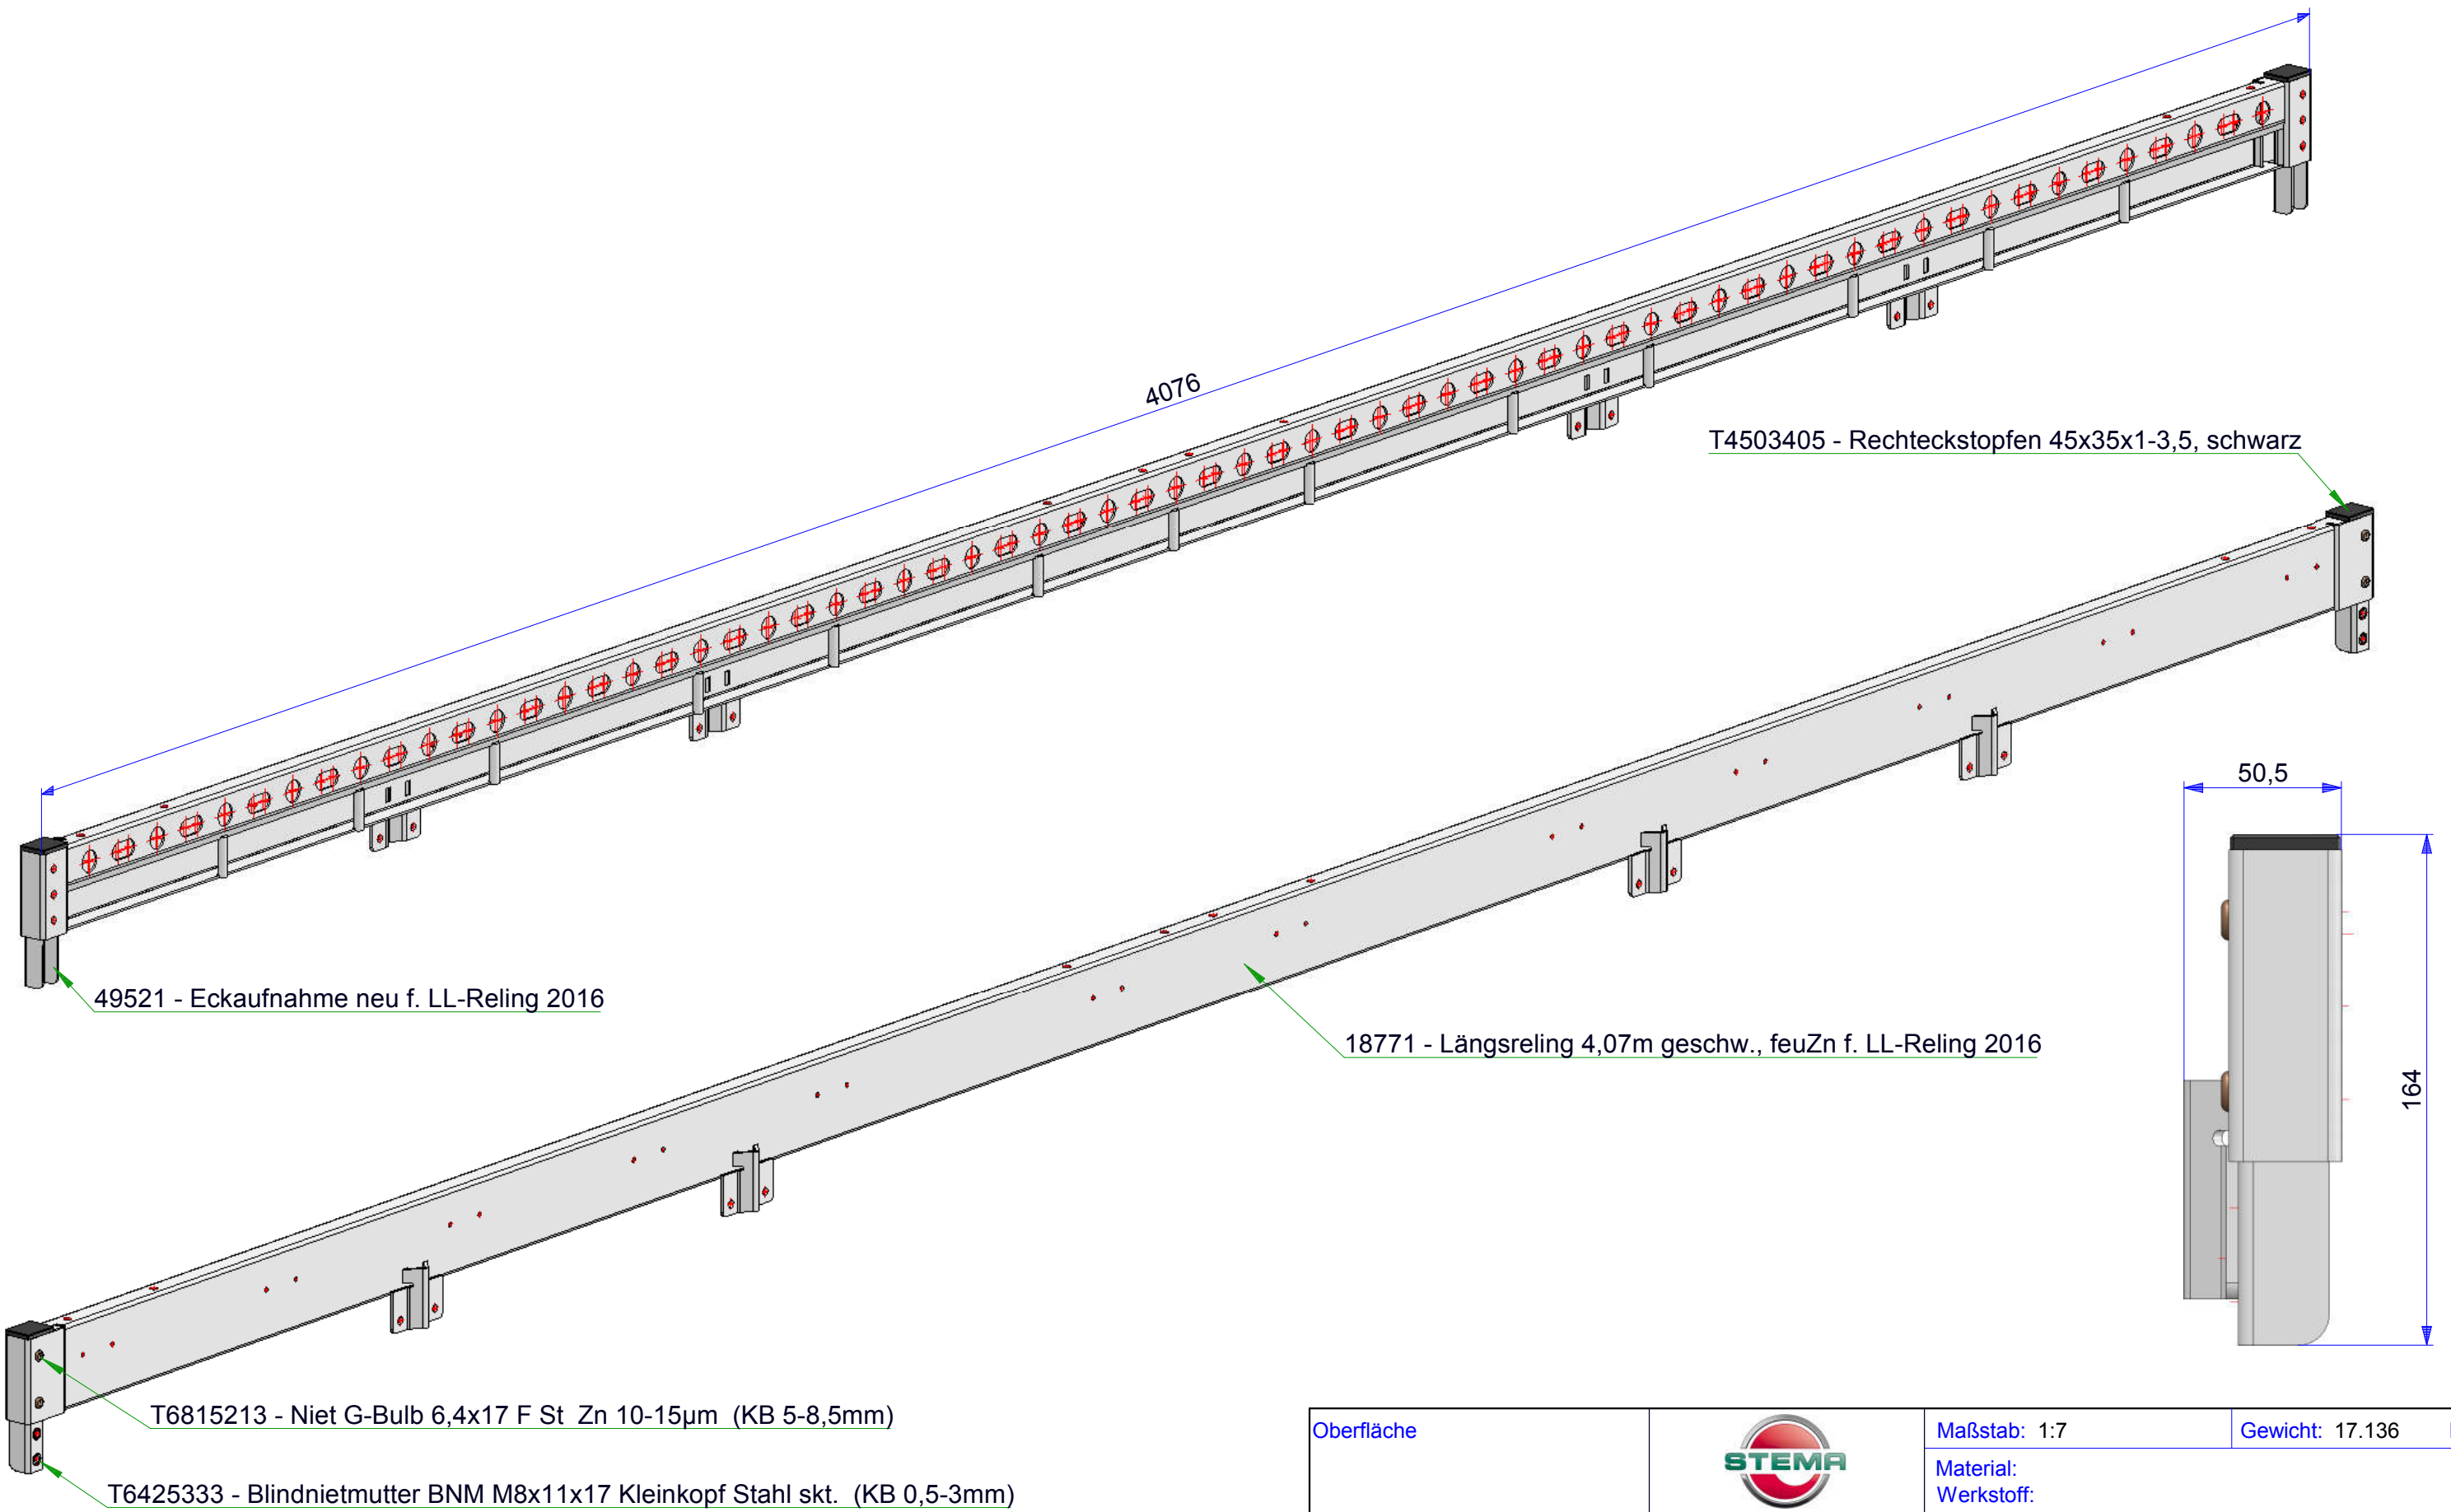 4076
T4503405 - Rechteckstopfen 45x35x1-3,5, schwarz
50,5
164
49521 - Eckaufnahme neu f. LL-Reling 2016
18771 - Längsreling 4,07m geschw., feuZn f. LL-Reling 2016
T6815213 - Niet G-Bulb 6,4x17 F St Zn 10-15µm (KB 5-8,5mm)
T6425333 - Blindnietmutter BNM M8x11x17 Kleinkopf Stahl skt. (KB 0,5-3mm)
Oberfläche
STEMA
Maßstab: 1:7
Gewicht: 17.136
Material:
Werkstoff: